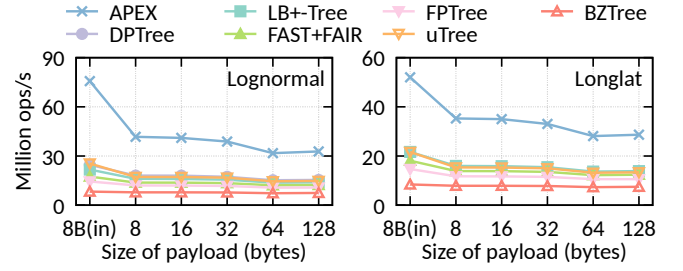 APEX LB+-Tree FPTree BZTree
DPTree FAST+FAIR uTree
Million ops/s
90 Lognormal 60 Longlat
60 40
30 20
0 0
8B(in) 8 16 32 64 128 8B(in) 8 16 32 64 128
Size of payload (bytes) Size of payload (bytes)